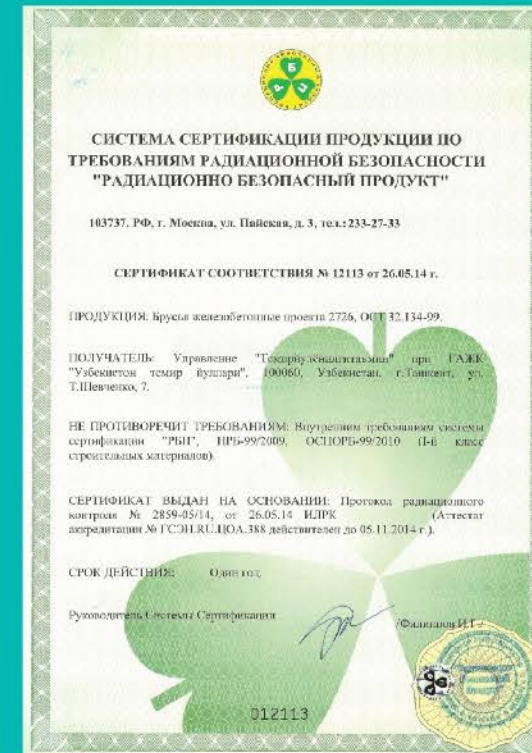 Р Б П
СИСТЕМА СЕРТИФИКАЦИИ ПРОДУКЦИИ ПО
ТРЕБОВАНИЯМ РАДИАЦИОННОЙ БЕЗОПАСНОСТИ
"РАДИАЦИОННО БЕЗОПАСНЫЙ ПРОДУКТ"
103737, РФ, г. Москва, ул. Пайская, д. 3, тел.: 233-27-33
СЕРТИФИКАТ СООТВЕТСТВИЯ № 12113 от 26.05.14 г.
ПРОДУКЦИЯ: Брусья железобетонные проекта 2726, ОСТ 32.134-99.
ПОЛУЧАТЕЛЬ: Управление при ГАЖК
"Узбекистон темир йуллари", 100060, Узбекистан, г.Ташкент, ул.
Т.Шевченко, 7.
НЕ ПРОТИВОРЕЧИТ ТРЕБОВАНИЯМ: Внутренним требованиям системы
сертификации "РБП", НРБ-99/2009, ОСПОРБ-99/2010 (I-й класс
строительных материалов).
СЕРТИФИКАТ ВЫДАН НА ОСНОВАНИИ: Протокол радиационного
контроля № 2859-05/14, от 26.05.14 ИЛРК (Аттестат
аккредитации № ГСЭН.RU.ЦОА.388 действителен до 05.11.2014 г.).
СРОК ДЕЙСТВИЯ: Один год.
Руководитель Системы Сертификации /Филиппов И.Г./
012113